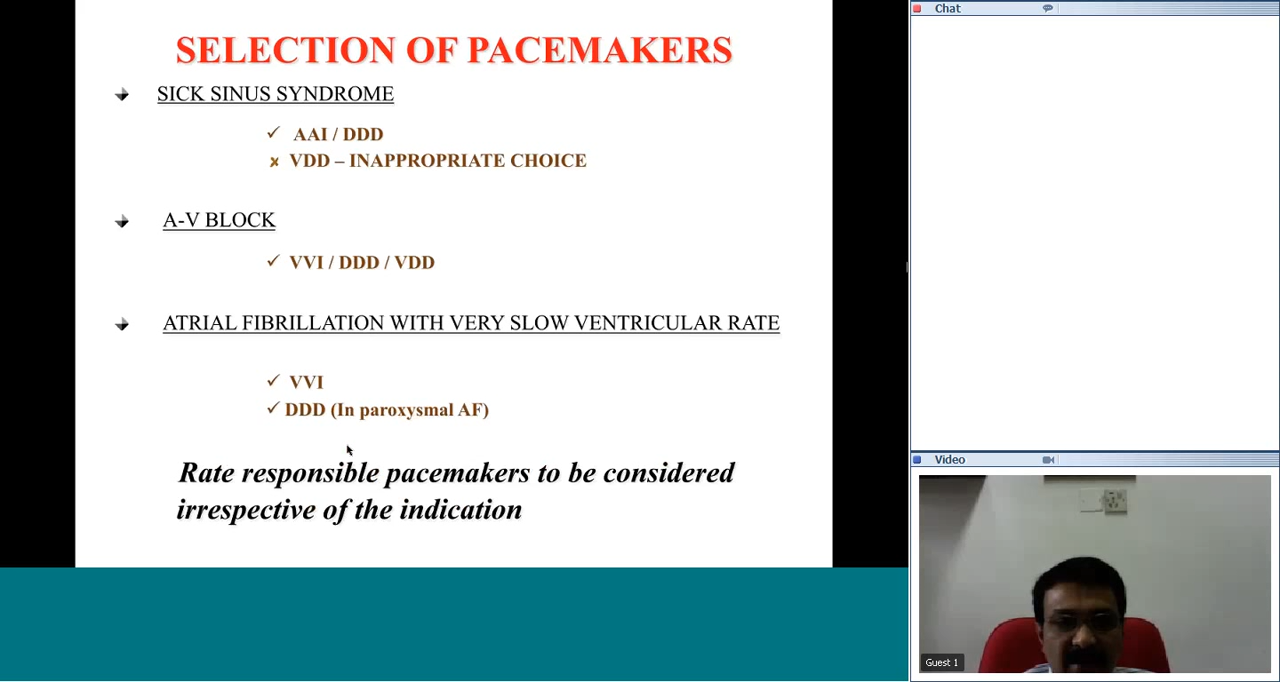 SELECTION OF PACEMAKERS
SICK SINUS SYNDROME
AAI / DDD
VDD – INAPPROPRIATE CHOICE
A-V BLOCK
VVI / DDD / VDD
ATRIAL FIBRILLATION WITH VERY SLOW VENTRICULAR RATE
VVI
DDD (In paroxysmal AF)
Rate responsible pacemakers to be considered
irrespective of the indication
Chat
Video
Guest 1